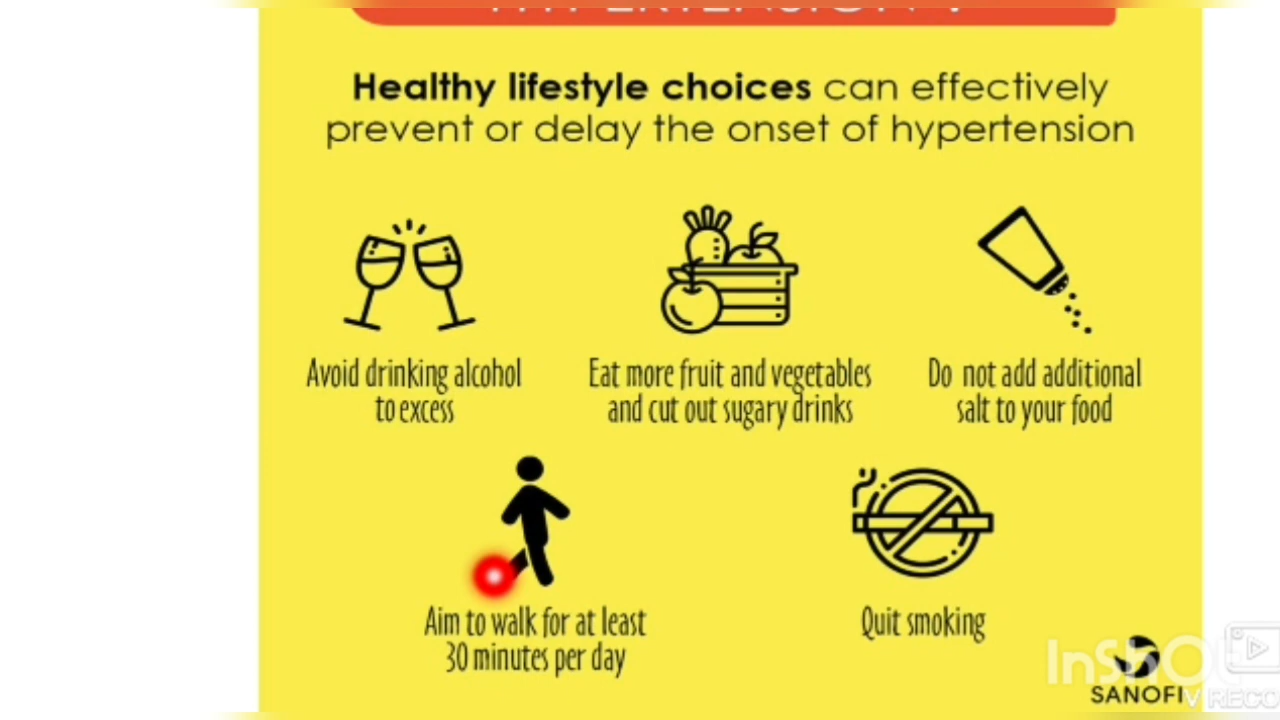 HYPERTENSION
Healthy lifestyle choices can effectively
prevent or delay the onset of hypertension
Avoid drinking alcohol
to excess
Eat more fruit and vegetables
and cut out sugary drinks
Do not add additional
salt to your food
Aim to walk for at least
30 minutes per day
Quit smoking
SANOFI